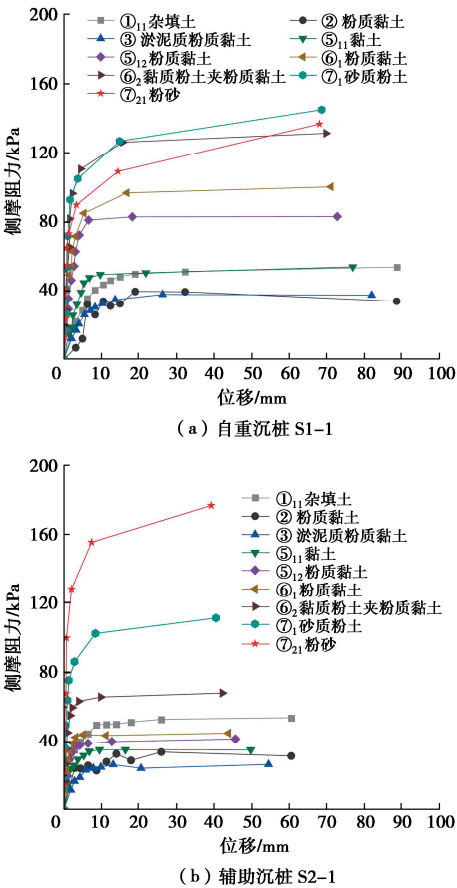 200
①₁₁杂填土 ② 粉质黏土
③ 淤泥质粉质黏土 ⑤₁₁黏土
⑤₁₂粉质黏土 ⑥₁粉质黏土
⑥₂黏质粉土夹粉质黏土 ⑦₁砂质粉土
⑦₂₁粉砂
160
120
80
40
侧摩阻力/kPa
0 10 20 30 40 50 60 70 80 90 100
位移/mm
（a）自重沉桩 S1-1
200
①₁₁杂填土
② 粉质黏土
③ 淤泥质粉质黏土
⑤₁₁黏土
⑤₁₂粉质黏土
⑥₁粉质黏土
⑥₂黏质粉土夹粉质黏土
⑦₁砂质粉土
⑦₂₁粉砂
160
120
80
40
侧摩阻力/kPa
0 10 20 30 40 50 60 70 80 90 100
位移/mm
（b）辅助沉桩 S2-1